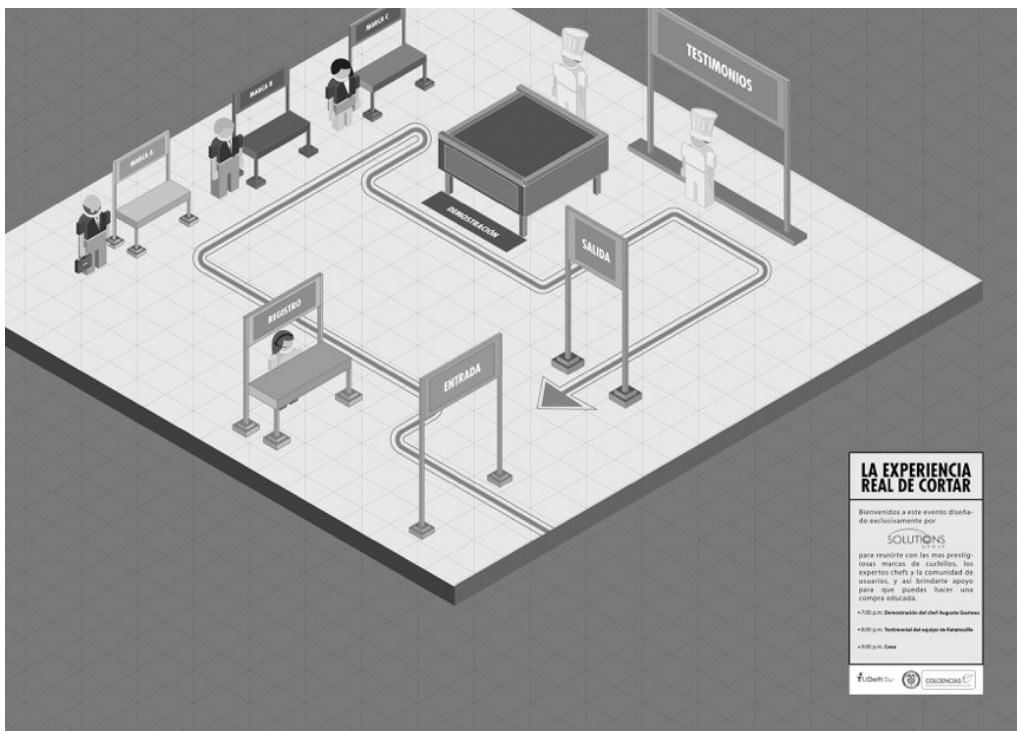 MARCA C
MARCA B
MARCA A
TESTIMONIOS
DEMOSTRACIÓN
SALIDA
REGISTRO
ENTRADA
LA EXPERIENCIA
REAL DE CORTAR
Bienvenidos a este evento diseña-
do exclusivamente por
SOLUTIONS
GROUP
para reunirte con las mas prestig-
iosas marcas de cuchillos, los
expertos chefs y la comunidad de
usuarios, y así brindarte apoyo
para que puedas hacer una
compra educada.
• 7:00 p.m. Demostración del chef Auguste Gusteau
• 8:00 p.m. Testimonial del equipo de Ratatouille
• 9:00 p.m. Cena
TUDelft
COLCIENCIAS